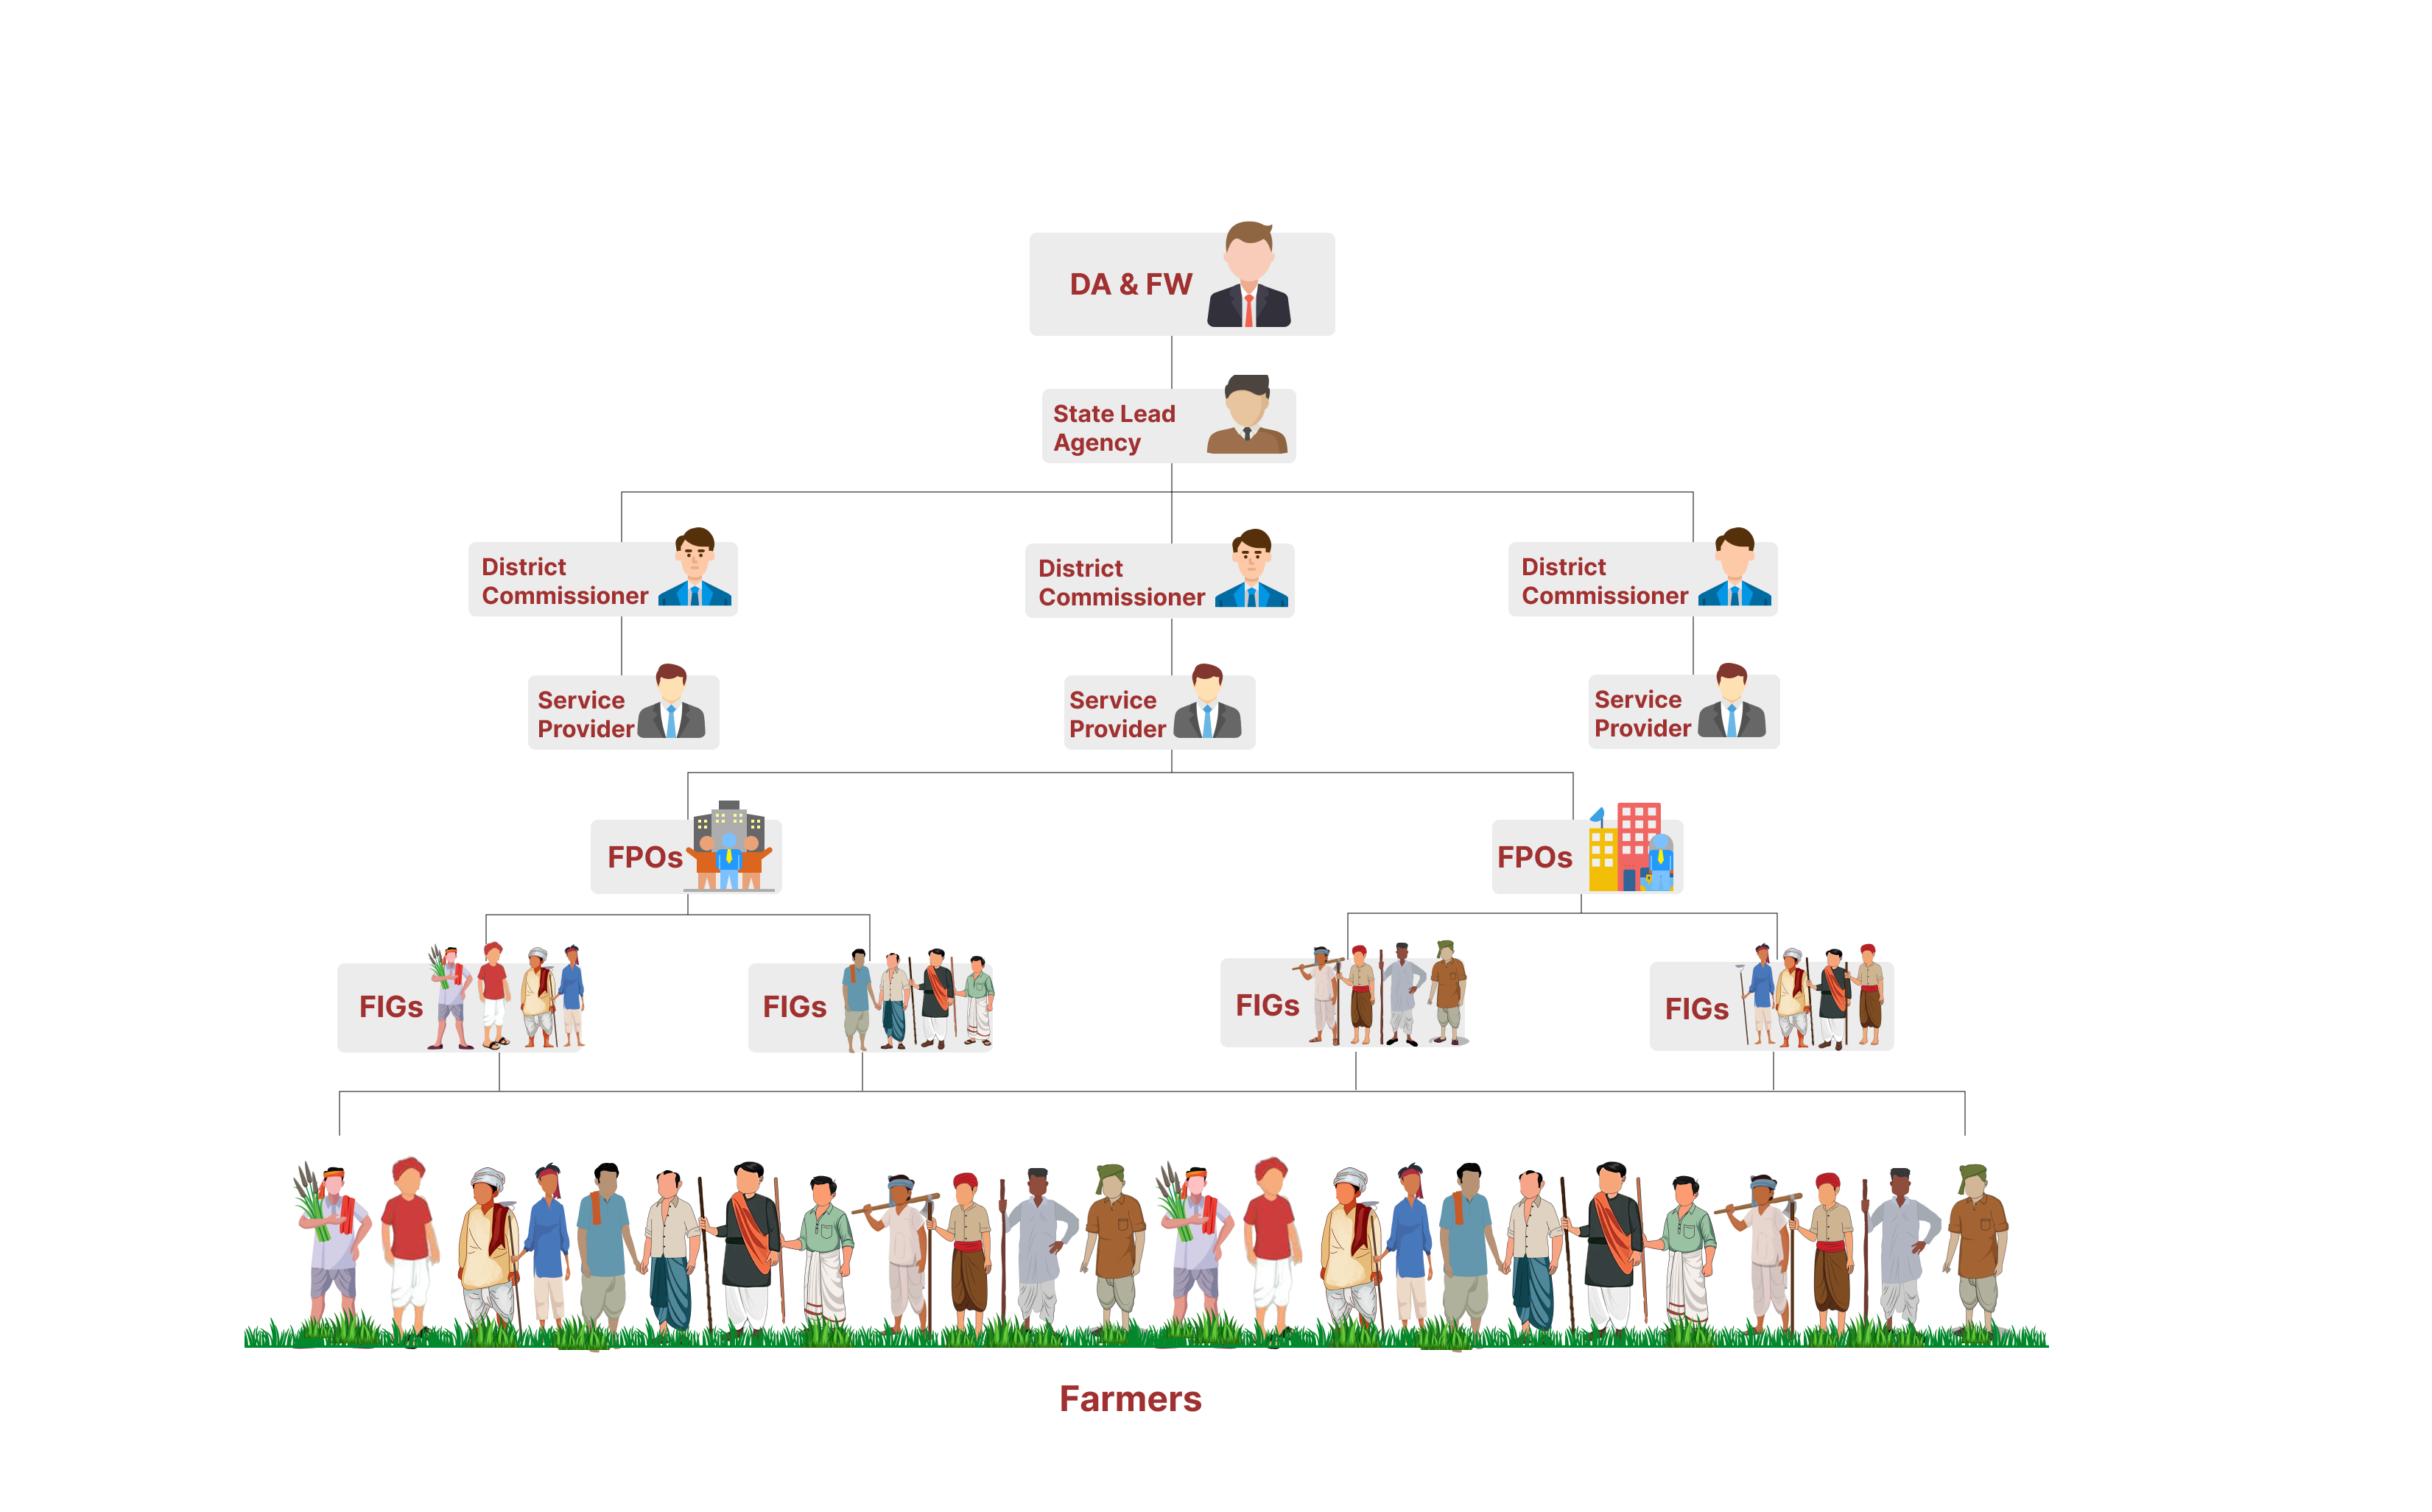 DA & FW
State Lead
Agency
District
Commissioner
District
Commissioner
District
Commissioner
Service
Provider
Service
Provider
Service
Provider
FPOs
FPOs
FIGs
FIGs
FIGs
FIGs
Farmers